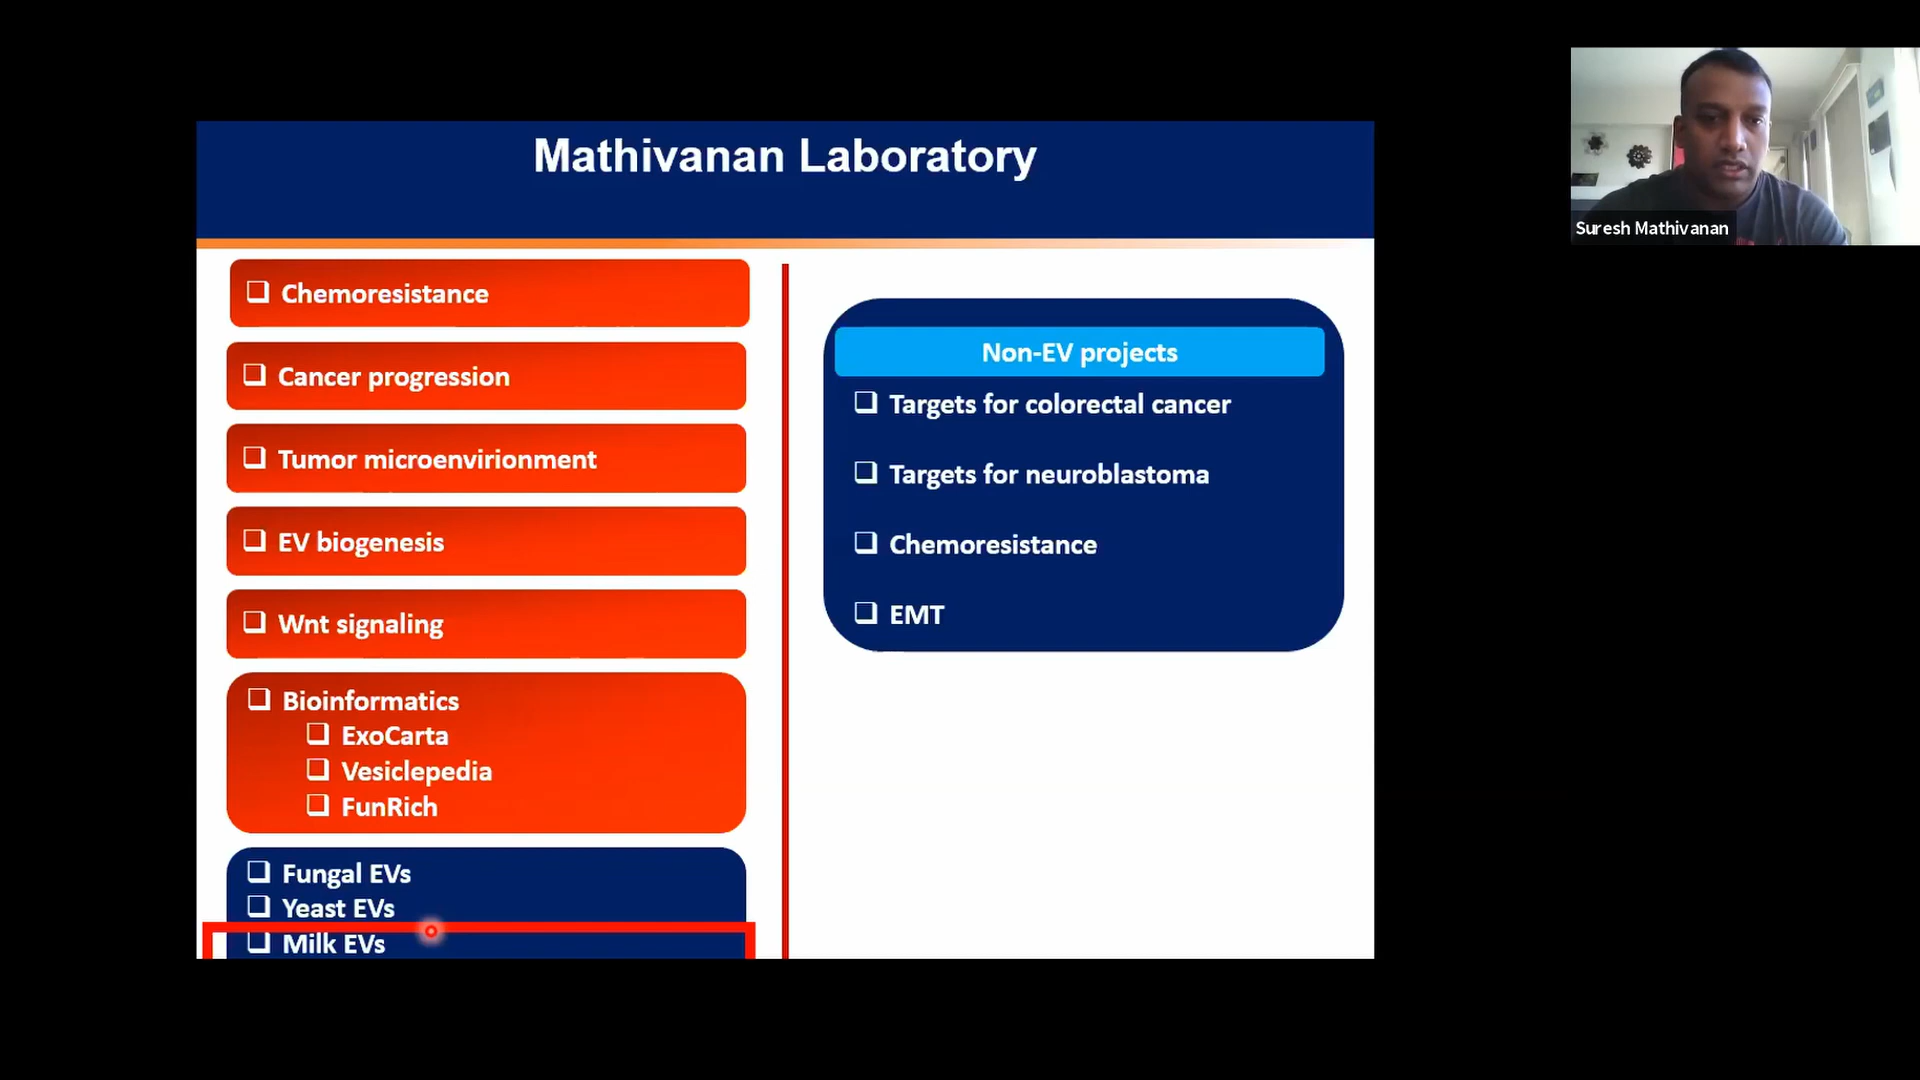 Mathivanan Laboratory
Chemoresistance
Cancer progression
Tumor microenvirionment
EV biogenesis
Wnt signaling
Bioinformatics
ExoCarta
Vesiclepedia
FunRich
Fungal EVs
Yeast EVs
Milk EVs
Non-EV projects
Targets for colorectal cancer
Targets for neuroblastoma
Chemoresistance
EMT
Suresh Mathivanan